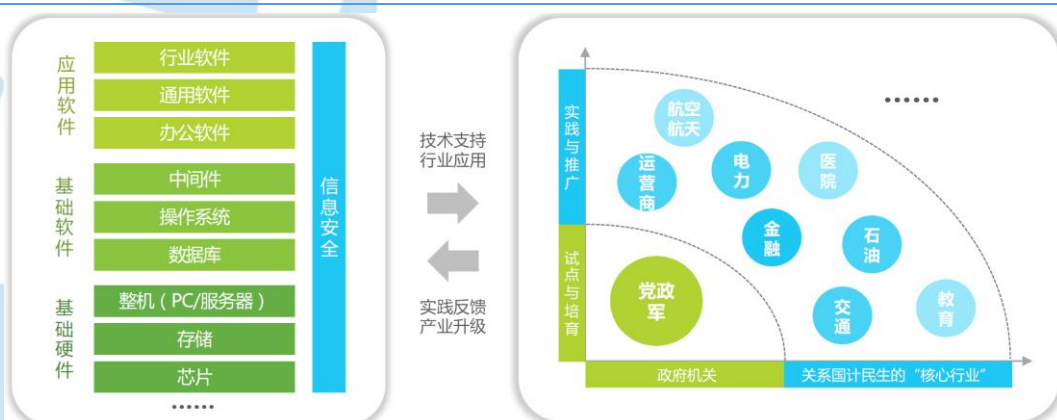 应用软件
行业软件
通用软件
办公软件
基础软件
中间件
操作系统
数据库
基础硬件
整机（PC/服务器）
存储
芯片
......
信息安全
技术支持
行业应用
实践反馈
产业升级
实践与推广
试点与培育
航空
航天
运营商
电力
医院
金融
石油
党政
军
交通
教育
......
政府机关
关系国计民生的“核心行业”